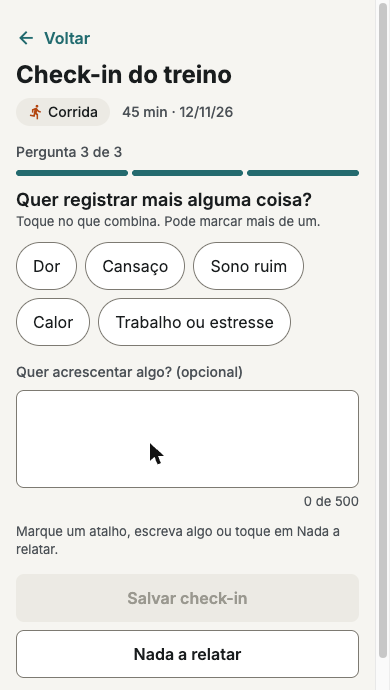 Voltar
Check-in do treino
Corrida
45 min · 12/11/26
Pergunta 3 de 3
Quer registrar mais alguma coisa?
Toque no que combina. Pode marcar mais de um.
Dor
Cansaço
Sono ruim
Calor
Trabalho ou estresse
Quer acrescentar algo? (opcional)
0 de 500
Marque um atalho, escreva algo ou toque em Nada a
relatar.
Salvar check-in
Nada a relatar